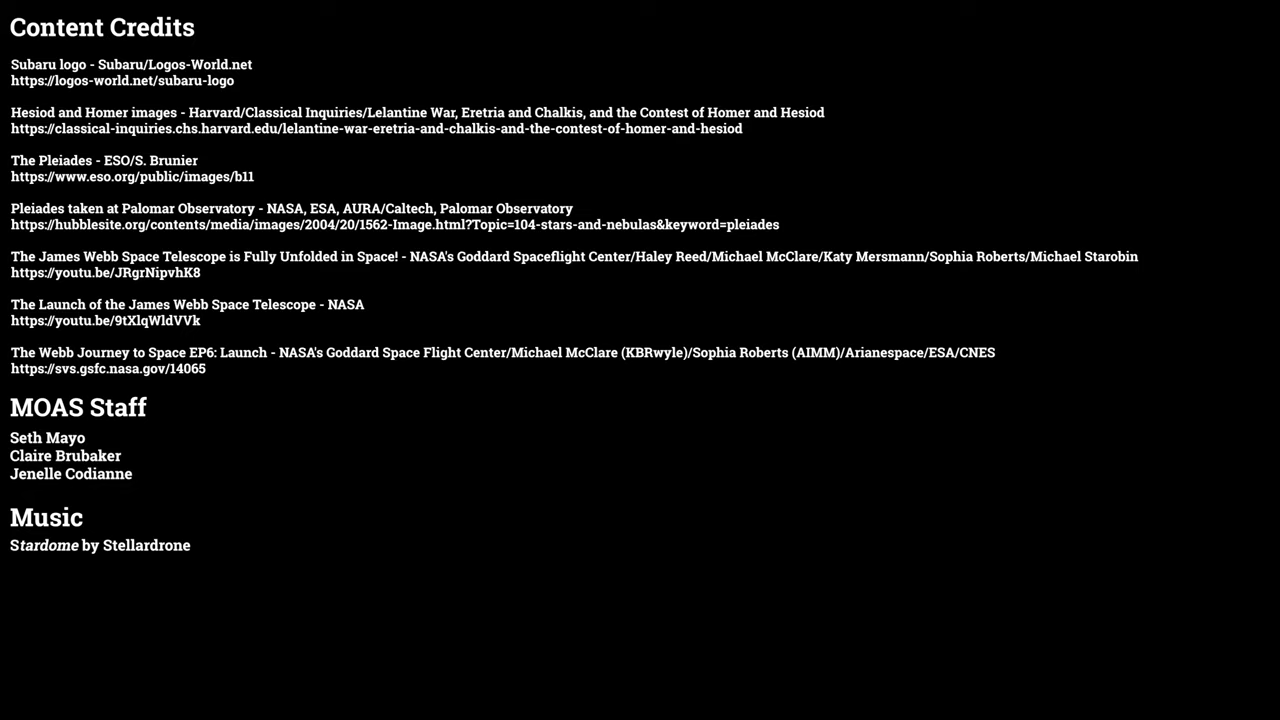 Content Credits
Subaru logo - Subaru/Logos-World.net
https://logos-world.net/subaru-logo
Hesiod and Homer images - Harvard/Classical Inquiries/Lelantine War, Eretria and Chalkis, and the Contest of Homer and Hesiod
https://classical-inquiries.chs.harvard.edu/lelantine-war-eretria-and-chalkis-and-the-contest-of-homer-and-hesiod
The Pleiades - ESO/S. Brunier
https://www.eso.org/public/images/b11
Pleiades taken at Palomar Observatory - NASA, ESA, AURA/Caltech, Palomar Observatory
https://hubblesite.org/contents/media/images/2004/20/1562-Image.html?Topic=104-stars-and-nebulas&keyword=pleiades
The James Webb Space Telescope is Fully Unfolded in Space! - NASA's Goddard Spaceflight Center/Haley Reed/Michael McClare/Katy Mersmann/Sophia Roberts/Michael Starobin
https://youtu.be/JRgrNipvhK8
The Launch of the James Webb Space Telescope - NASA
https://youtu.be/9tXlqWldVVk
The Webb Journey to Space EP6: Launch - NASA's Goddard Space Flight Center/Michael McClare (KBRwyle)/Sophia Roberts (AIMM)/Arianespace/ESA/CNES
https://svs.gsfc.nasa.gov/14065
MOAS Staff
Seth Mayo
Claire Brubaker
Jenelle Codianne
Music
Stardome by Stellardrone